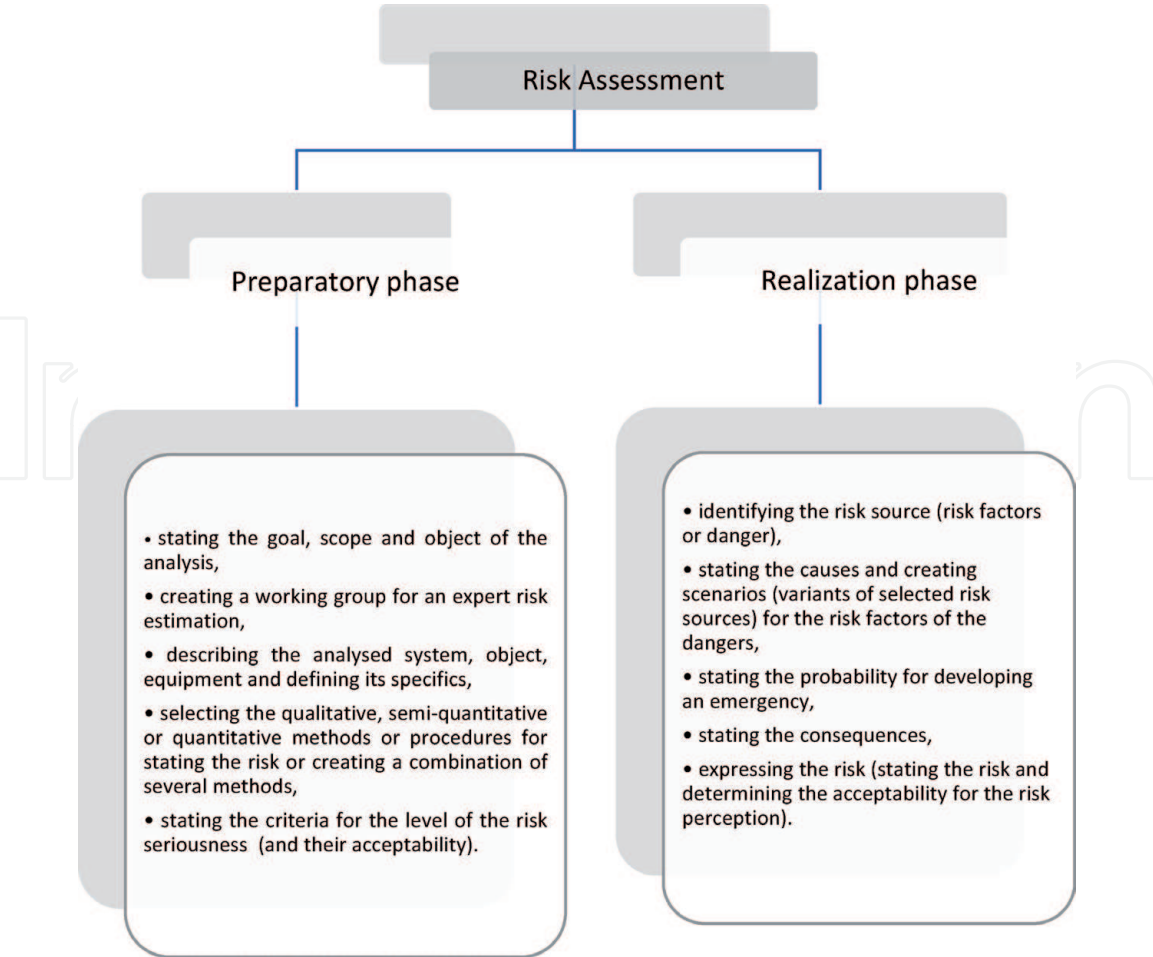 Risk Assessment
Preparatory phase
Realization phase
• stating the goal, scope and object of the
analysis,
• creating a working group for an expert risk
estimation,
• describing the analysed system, object,
equipment and defining its specifics,
• selecting the qualitative, semi-quantitative
or quantitative methods or procedures for
stating the risk or creating a combination of
several methods,
• stating the criteria for the level of the risk
seriousness (and their acceptability).
• identifying the risk source (risk factors
or danger),
• stating the causes and creating
scenarios (variants of selected risk
sources) for the risk factors of the
dangers,
• stating the probability for developing
an emergency,
• stating the consequences,
• expressing the risk (stating the risk and
determining the acceptability for the risk
perception).